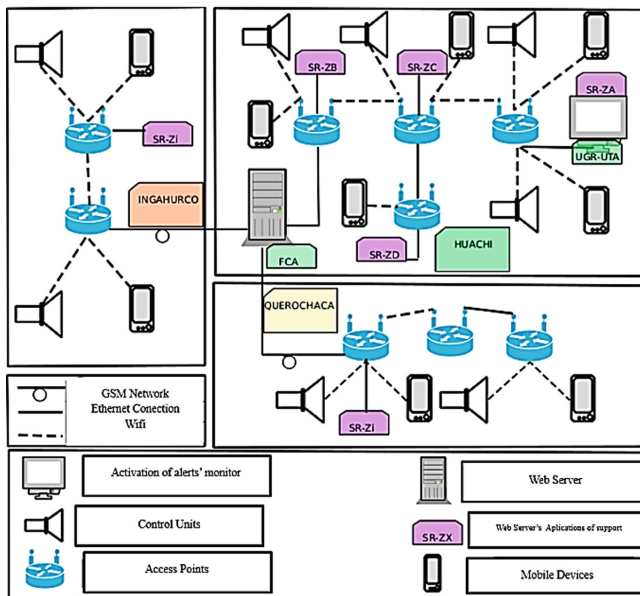 SR-Zi
INGAHURCO
SR-ZB
SR-ZC
SR-ZA
UGR-UTA
FCA
SR-ZD
HUACHI
QUEROCHACA
SR-Zi
GSM Network
Ethernet Conection
Wifi
Activation of alerts' monitor
Control Units
Access Points
Web Server
Web Server's Aplications of support
SR-ZX
Mobile Devices